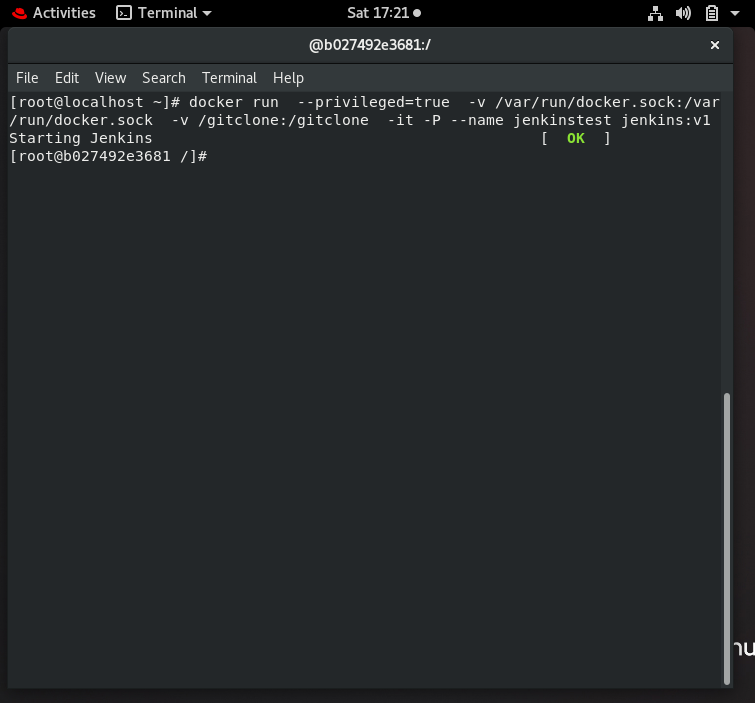 Activities Terminal Sat 17:21
@b027492e3681:/
File Edit View Search Terminal Help
[root@localhost ~]# docker run  --privileged=true  -v /var/run/docker.sock:/var
/run/docker.sock  -v /gitclone:/gitclone  -it -P --name jenkinstest jenkins:v1
Starting Jenkins                                           [  OK  ]
[root@b027492e3681 /]#